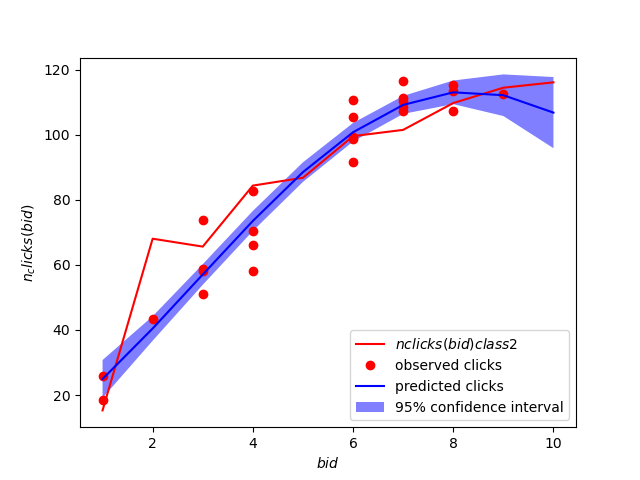 120
100
80
60
40
20
n_clicks(bid)
nclicks(bid)class2
observed clicks
predicted clicks
95% confidence interval
2
4
6
8
10
bid